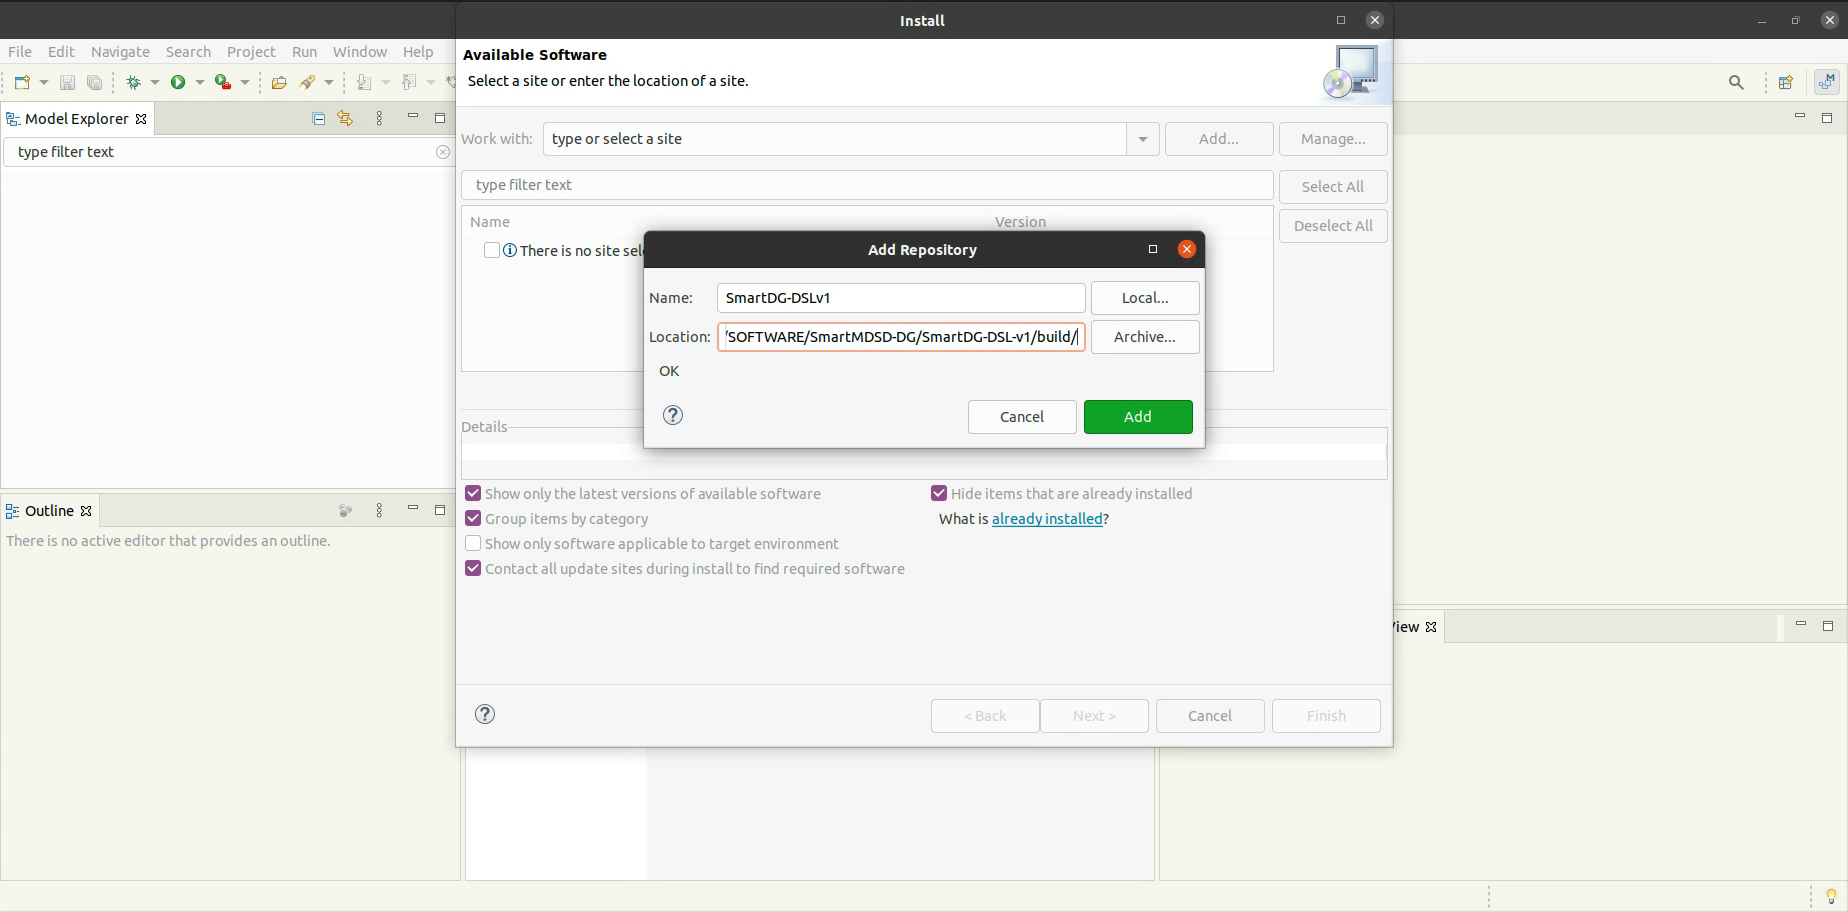 Install
File Edit Navigate Search Project Run Window Help
Available Software
Select a site or enter the location of a site.
Model Explorer
type filter text
Work with: type or select a site Add... Manage...
type filter text Select All
Name Version Deselect All
There is no site sel
Add Repository
Name: SmartDG-DSLv1 Local...
Location: /SOFTWARE/SmartMDSD-DG/SmartDG-DSL-v1/build/ Archive...
OK
Cancel Add
Details
Show only the latest versions of available software Hide items that are already installed
Group items by category What is already installed?
Show only software applicable to target environment
Contact all update sites during install to find required software
Outline
There is no active editor that provides an outline.
View
< Back Next > Cancel Finish